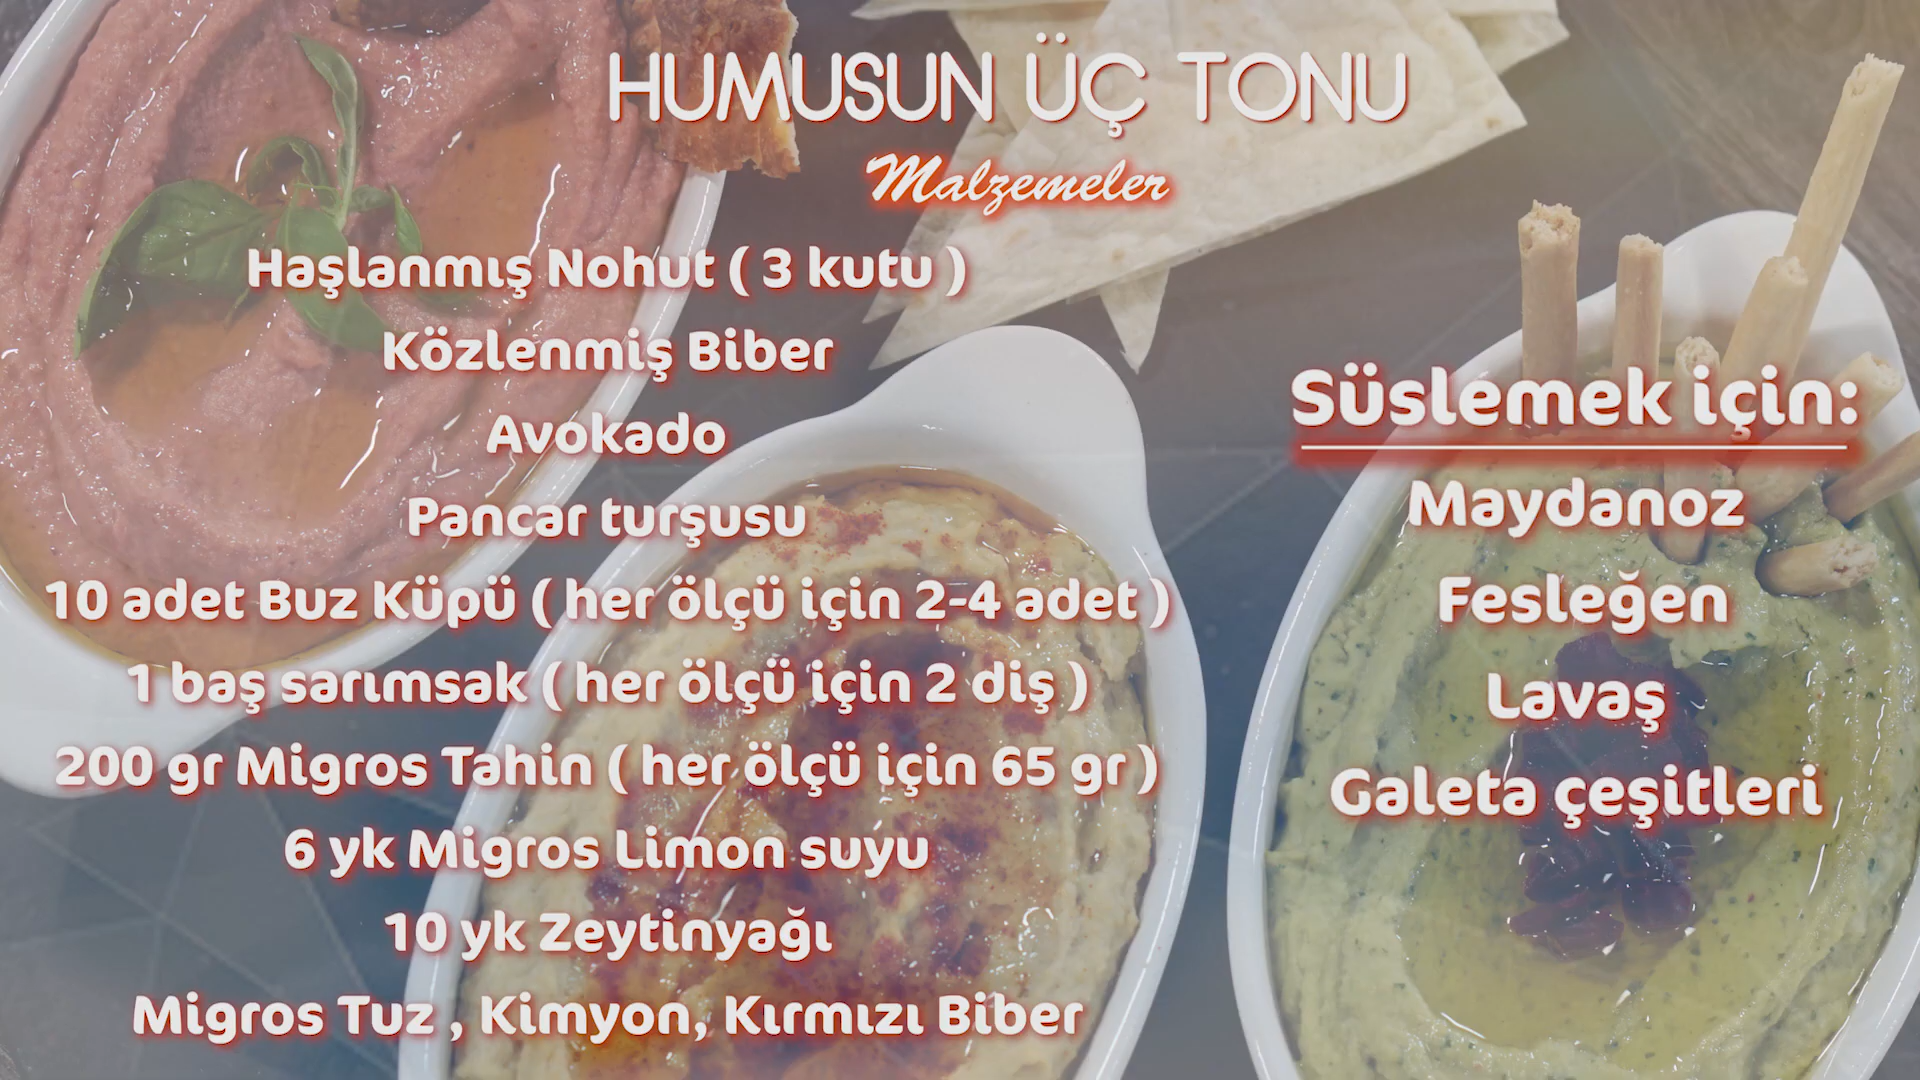 HUMUSUN ÜÇ TONU
Malzemeler
Haşlanmış Nohut ( 3 kutu )
Közlenmiş Biber
Avokado
Pancar turşusu
10 adet Buz Küpü ( her ölçü için 2-4 adet )
1 baş sarımsak ( her ölçü için 2 diş )
200 gr Migros Tahin ( her ölçü için 65 gr )
6 yk Migros Limon suyu
10 yk Zeytinyağı
Migros Tuz , Kimyon, Kırmızı Biber
Süslemek için:
Maydanoz
Fesleğen
Lavaş
Galeta çeşitleri